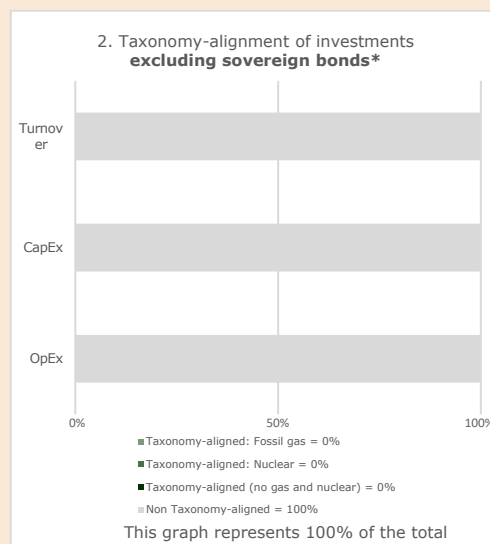 2. Taxonomy-alignment of investments
excluding sovereign bonds*
Turnov
er
CapEx
OpEx
0%
50%
100%
Taxonomy-aligned: Fossil gas = 0%
Taxonomy-aligned: Nuclear = 0%
Taxonomy-aligned (no gas and nuclear) = 0%
Non Taxonomy-aligned = 100%
This graph represents 100% of the total